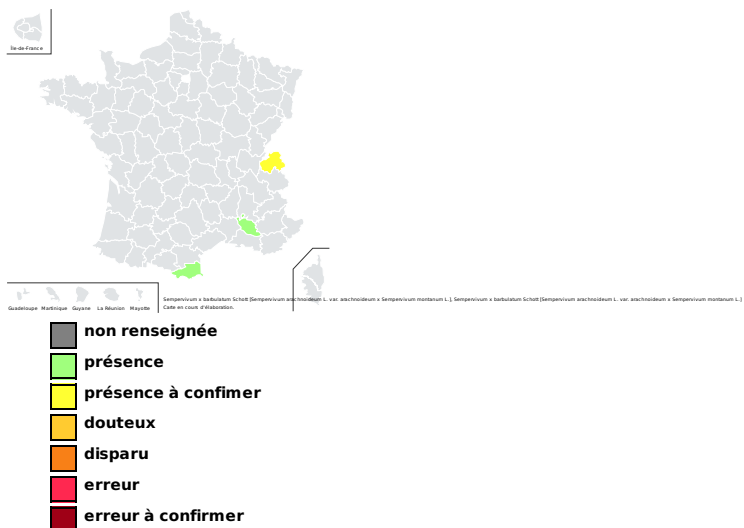 Île-de-France
Guadeloupe Martinique Guyane La Réunion Mayotte
Sempervivum x barbulatum Schott [Sempervivum arachnoideum L. var. arachnoideum x Sempervivum montanum L.], Sempervivum x barbulatum Schott [Sempervivum arachnoideum L. var. arachnoideum x Sempervivum montanum L.]
Carte en cours d'élaboration.
non renseignée
présence
présence à confimer
douteux
disparu
erreur
erreur à confirmer